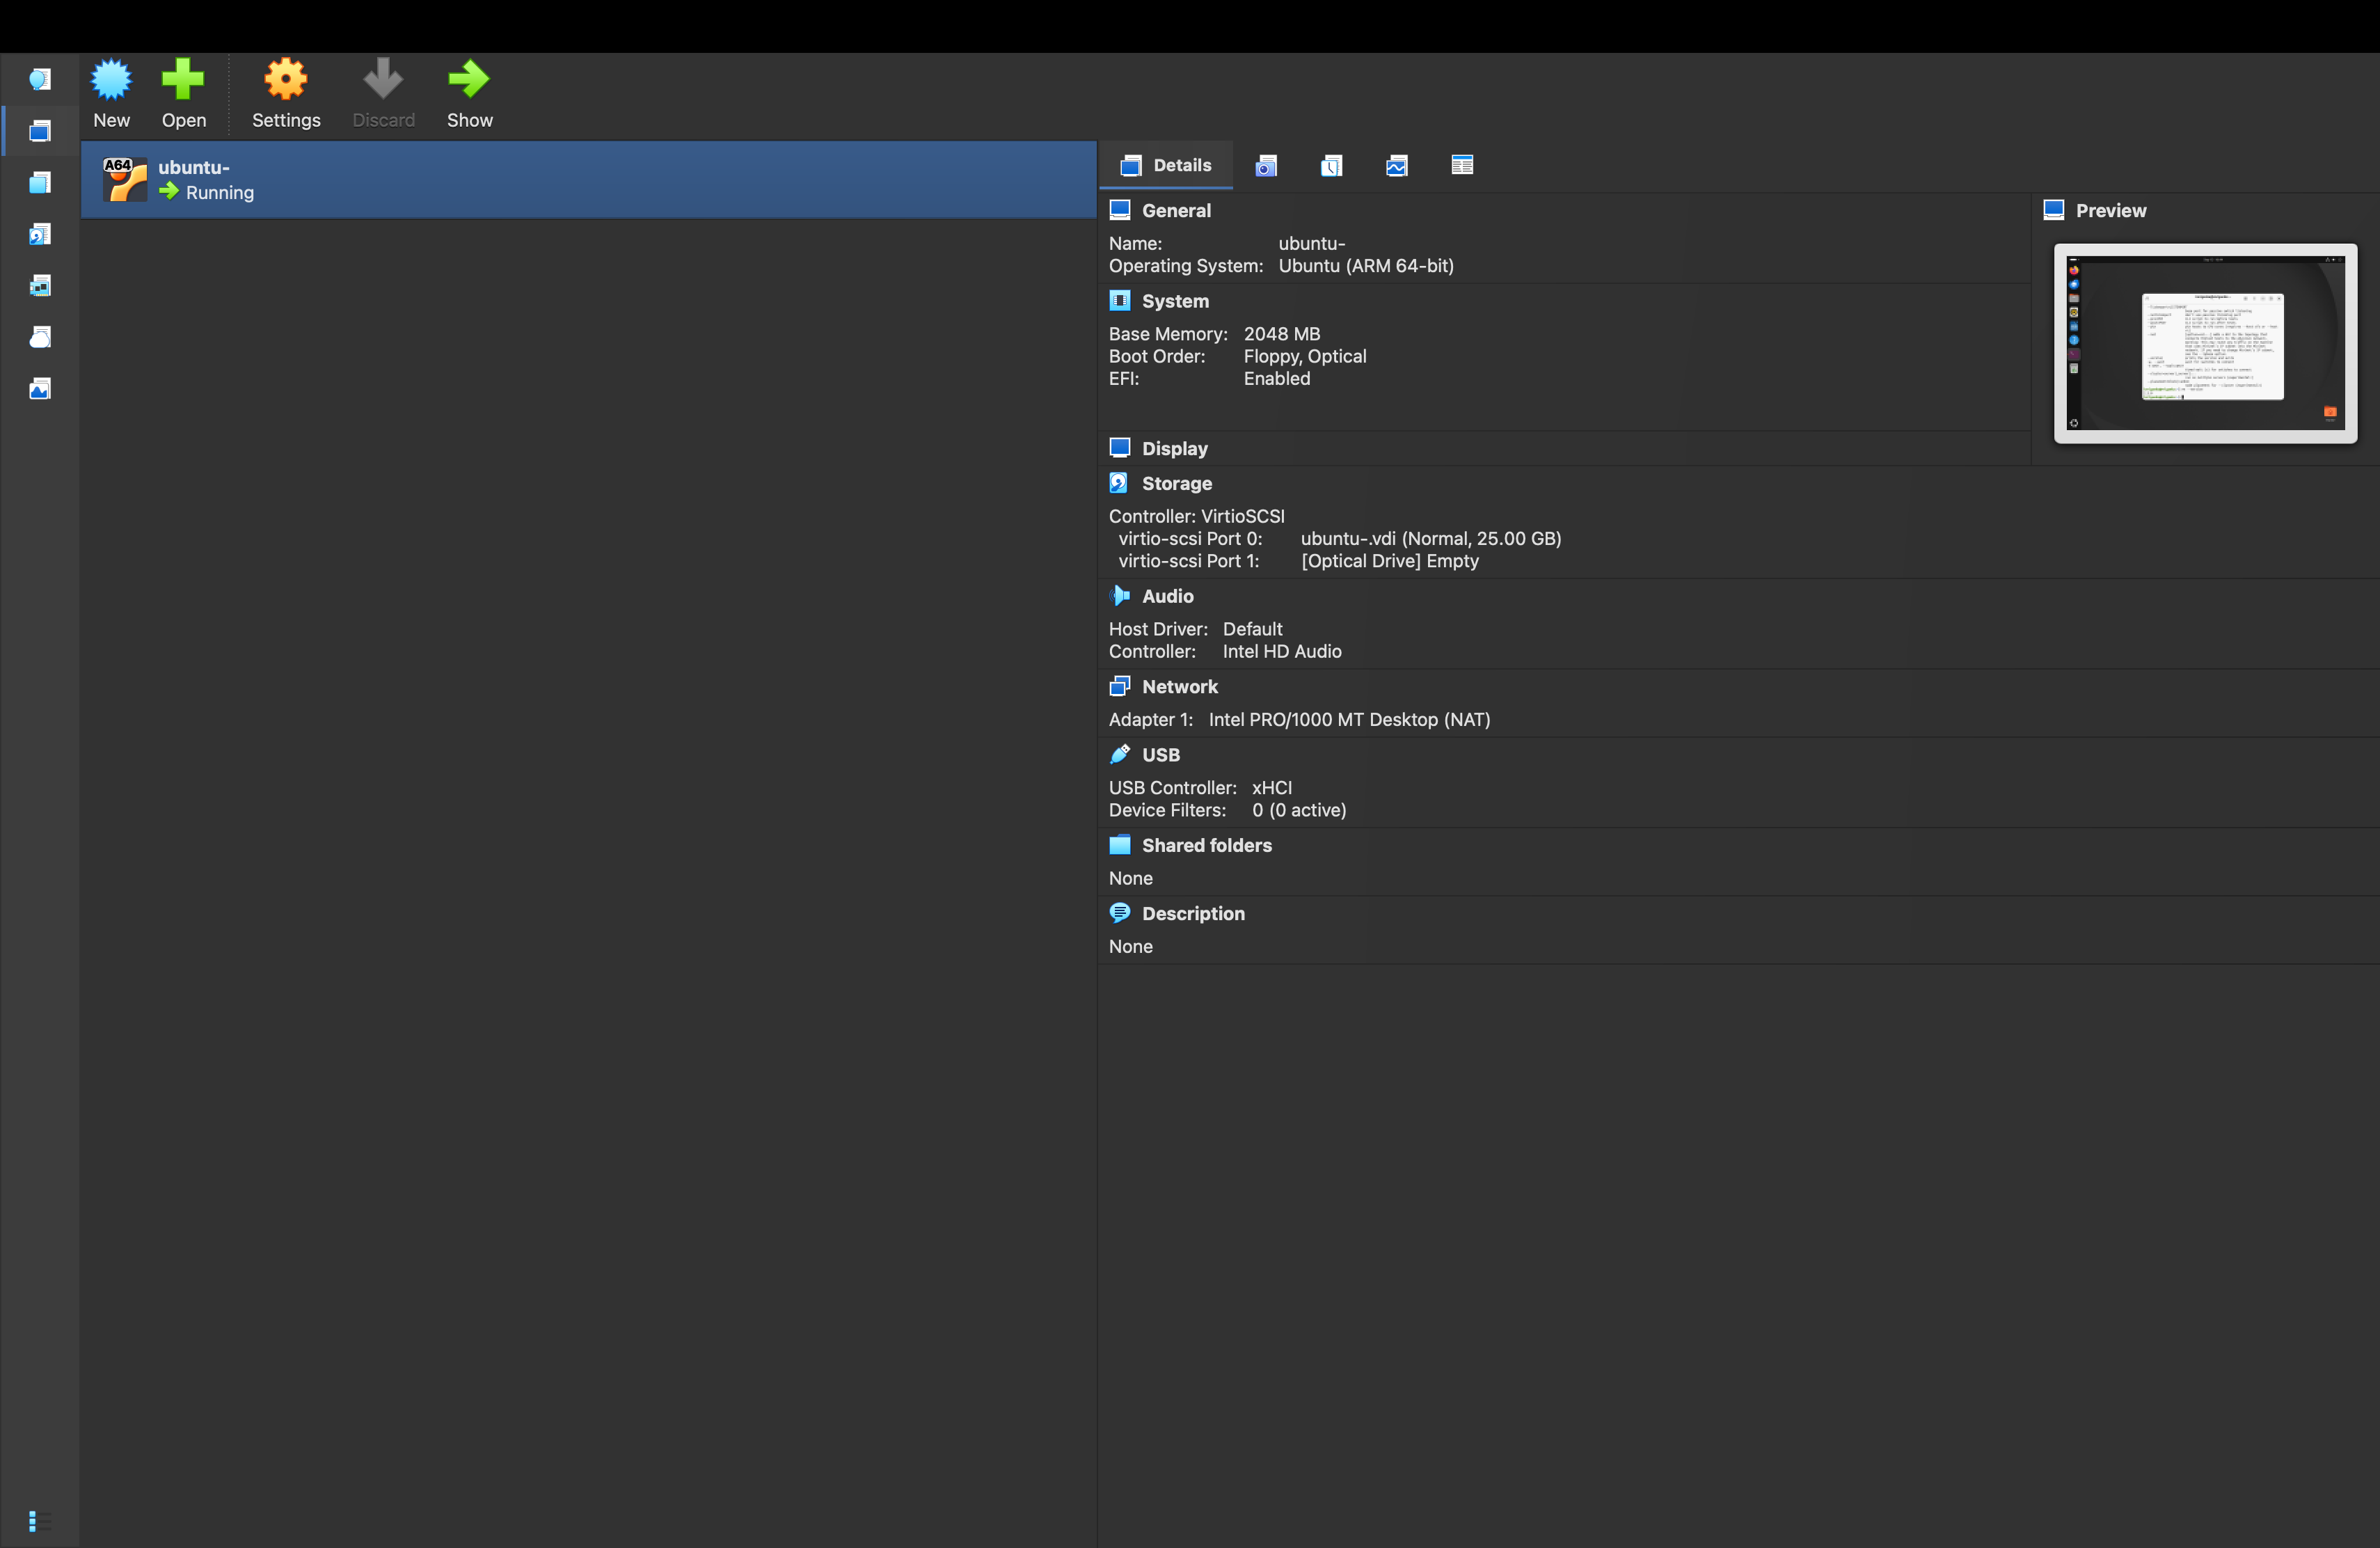 New
Open
Settings
Discard
Show
A64
ubuntu-
Running
Details
General
Name: ubuntu-
Operating System: Ubuntu (ARM 64-bit)
Preview
System
Base Memory: 2048 MB
Boot Order: Floppy, Optical
EFI: Enabled
Display
Storage
Controller: VirtioSCSI
virtio-scsi Port 0: ubuntu-.vdi (Normal, 25.00 GB)
virtio-scsi Port 1: [Optical Drive] Empty
Audio
Host Driver: Default
Controller: Intel HD Audio
Network
Adapter 1: Intel PRO/1000 MT Desktop (NAT)
USB
USB Controller: xHCI
Device Filters: 0 (0 active)
Shared folders
None
Description
None